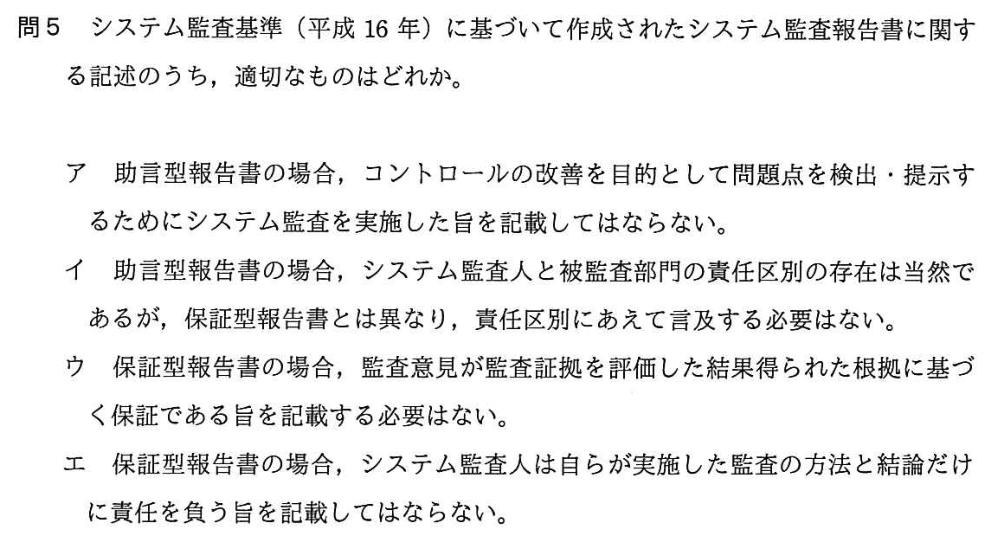 問5 システム監査基準（平成 16 年）に基づいて作成されたシステム監査報告書に関す
る記述のうち，適切なものはどれか。
ア 助言型報告書の場合，コントロールの改善を目的として問題点を検出・提示す
るためにシステム監査を実施した旨を記載してはならない。
イ 助言型報告書の場合，システム監査人と被監査部門の責任区別の存在は当然で
あるが，保証型報告書とは異なり，責任区別にあえて言及する必要はない。
ウ 保証型報告書の場合，監査意見が監査証拠を評価した結果得られた根拠に基づ
く保証である旨を記載する必要はない。
エ 保証型報告書の場合，システム監査人は自らが実施した監査の方法と結論だけ
に責任を負う旨を記載してはならない。